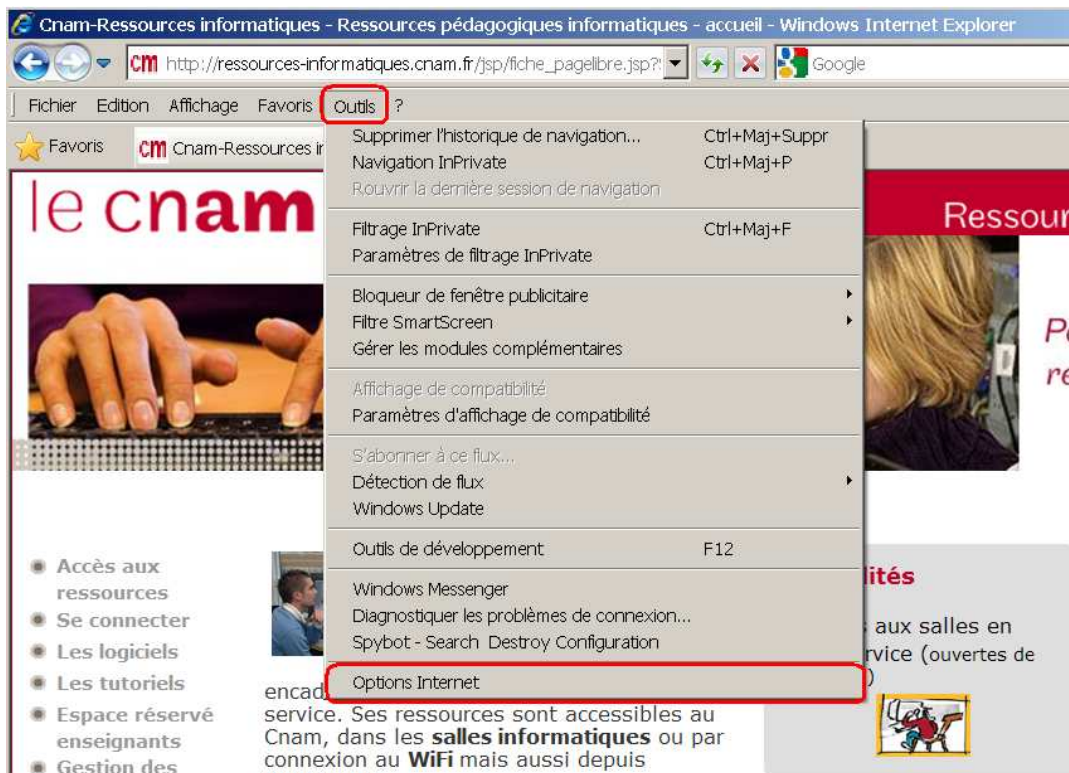 Cnam-Ressources informatiques - Ressources pédagogiques informatiques - accueil - Windows Internet Explorer
cm http://ressources-informatiques.cnam.fr/jsp/fiche_pagelibre.jsp? Google
Fichier Edition Affichage Favoris Outils ?
Favoris cm Cnam-Ressources
Supprimer l'historique de navigation... Ctrl+Maj+Suppr
Navigation InPrivate Ctrl+Maj+P
Rouvrir la dernière session de navigation
le cnam
Ressour
Filtrage InPrivate Ctrl+Maj+F
Paramètres de filtrage InPrivate
Bloqueur de fenêtre publicitaire
Filtre SmartScreen
Gérer les modules complémentaires
Affichage de compatibilité
Paramètres d'affichage de compatibilité
S'abonner à ce flux...
Détection de flux
Windows Update
Outils de développement F12
Windows Messenger
Diagnostiquer les problèmes de connexion...
Spybot - Search Destroy Configuration
Options Internet
Accès aux
ressources
Se connecter
Les logiciels
Les tutoriels
Espace réservé
enseignants
Gestion des
encad
service. Ses ressources sont accessibles au
Cnam, dans les salles informatiques ou par
connexion au WiFi mais aussi depuis
ités
aux salles en
rvice (ouvertes de
)